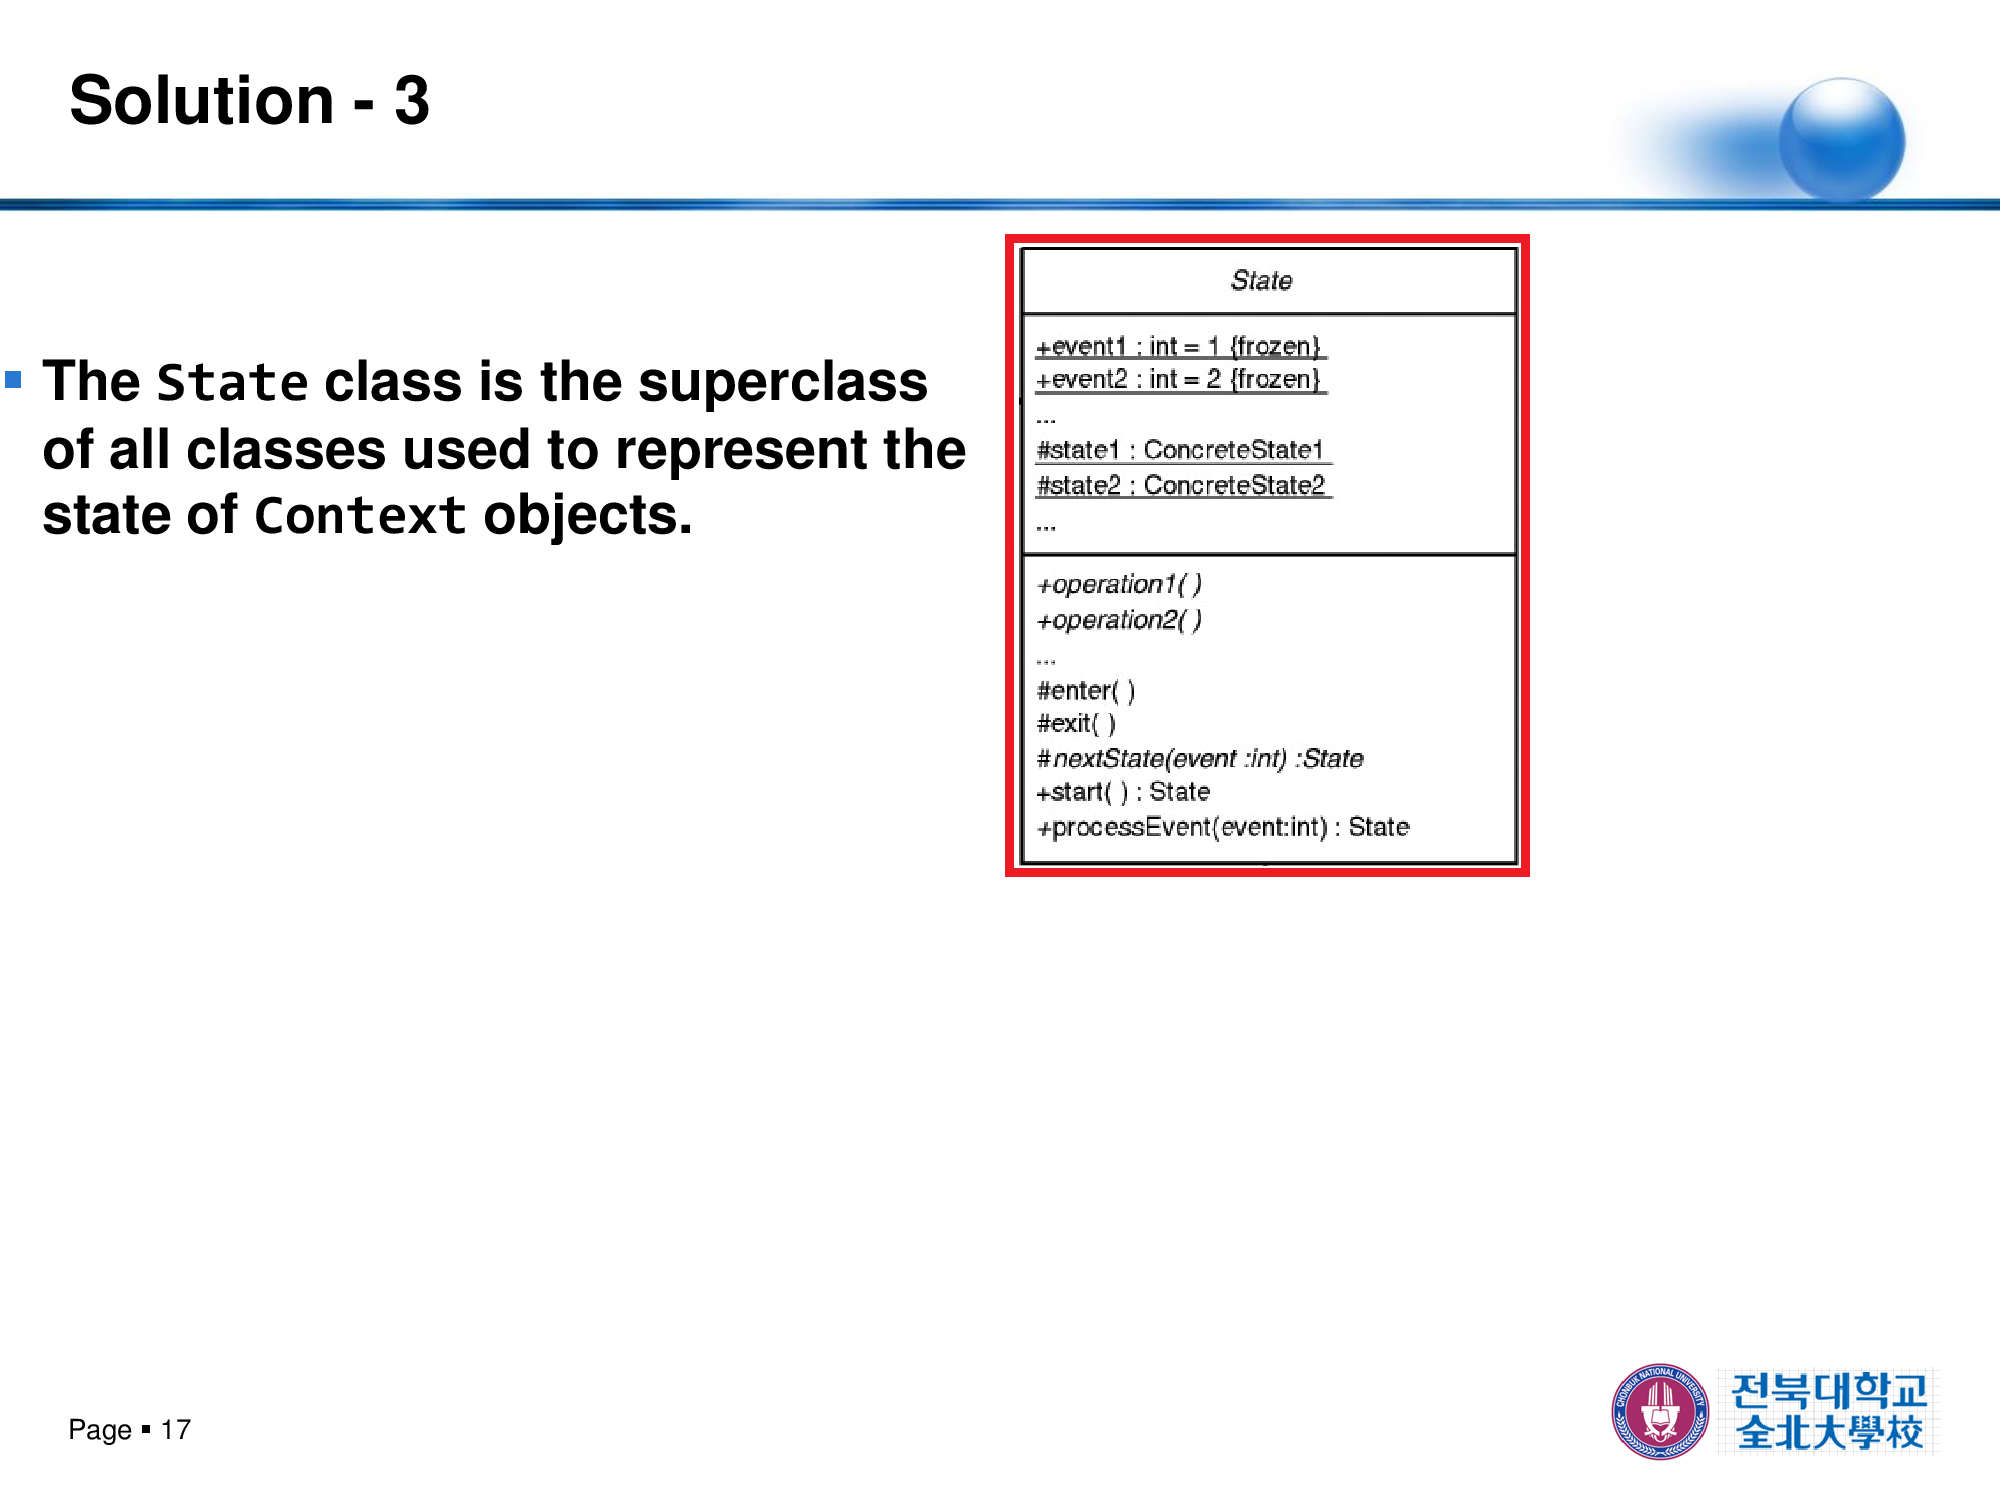 Solution - 3
▪ The State class is the superclass
of all classes used to represent the
state of Context objects.
State
+event1 : int = 1 {frozen}
+event2 : int = 2 {frozen}
...
#state1 : ConcreteState1
#state2 : ConcreteState2
...
+operation1( )
+operation2( )
...
#enter( )
#exit( )
#nextState(event :int) :State
+start( ) : State
+processEvent(event:int) : State
Page ▪ 17
CHONBUK NATIONAL UNIVERSITY
전북대학교
全北大學校